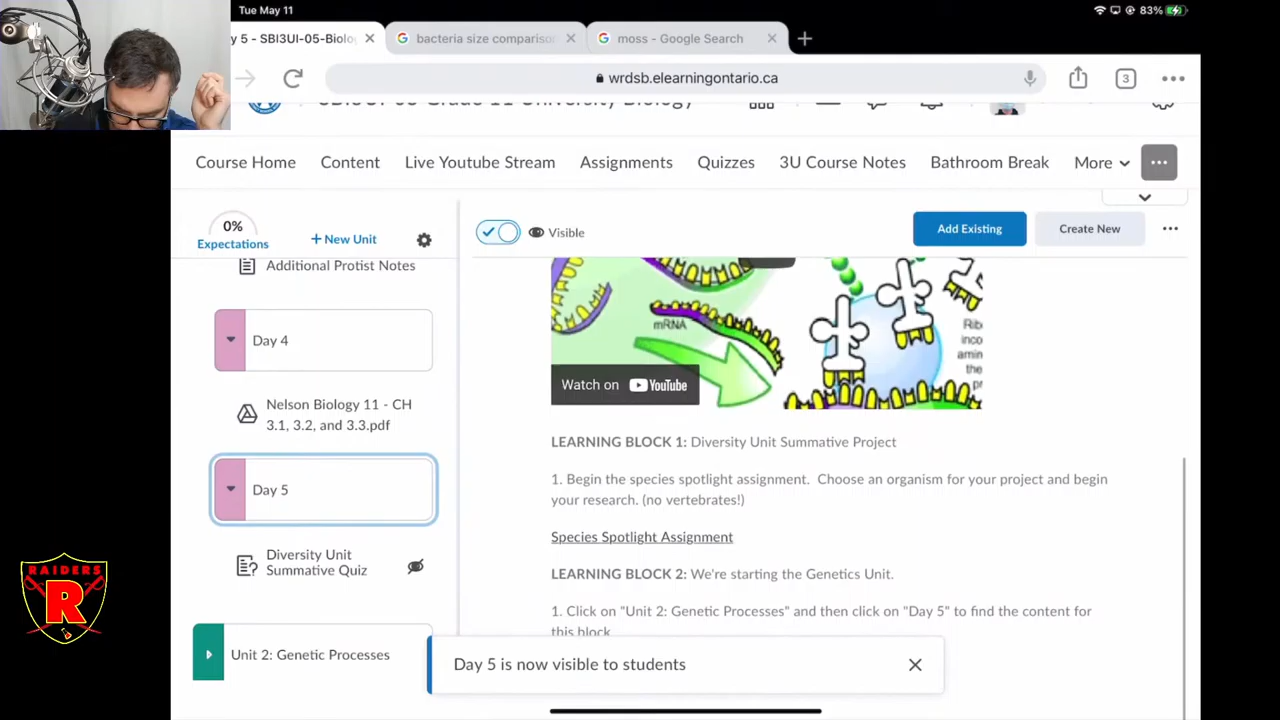 Tue May 11
83%
y 5 - SBI3UI-05-Biolo
bacteria size compariso
moss - Google Search
wrdsb.elearningontario.ca
3
Course Home
Content
Live Youtube Stream
Assignments
Quizzes
3U Course Notes
Bathroom Break
More
0%
Expectations
+ New Unit
Visible
Add Existing
Create New
Additional Protist Notes
Day 4
Nelson Biology 11 - CH
3.1, 3.2, and 3.3.pdf
Day 5
Diversity Unit
Summative Quiz
Unit 2: Genetic Processes
mRNA
Watch on YouTube
LEARNING BLOCK 1: Diversity Unit Summative Project
1. Begin the species spotlight assignment. Choose an organism for your project and begin
your research. (no vertebrates!)
Species Spotlight Assignment
LEARNING BLOCK 2: We're starting the Genetics Unit.
1. Click on "Unit 2: Genetic Processes" and then click on "Day 5" to find the content for
this block
Day 5 is now visible to students
RAIDERS
R